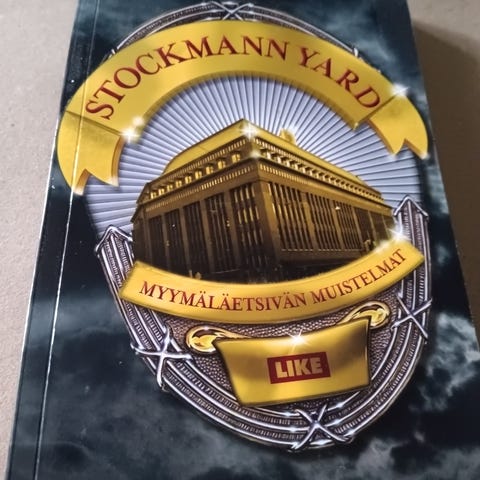 STOCKMANN YARD
MYYMÄLÄETSIVÄN MUISTELMAT
LIKE